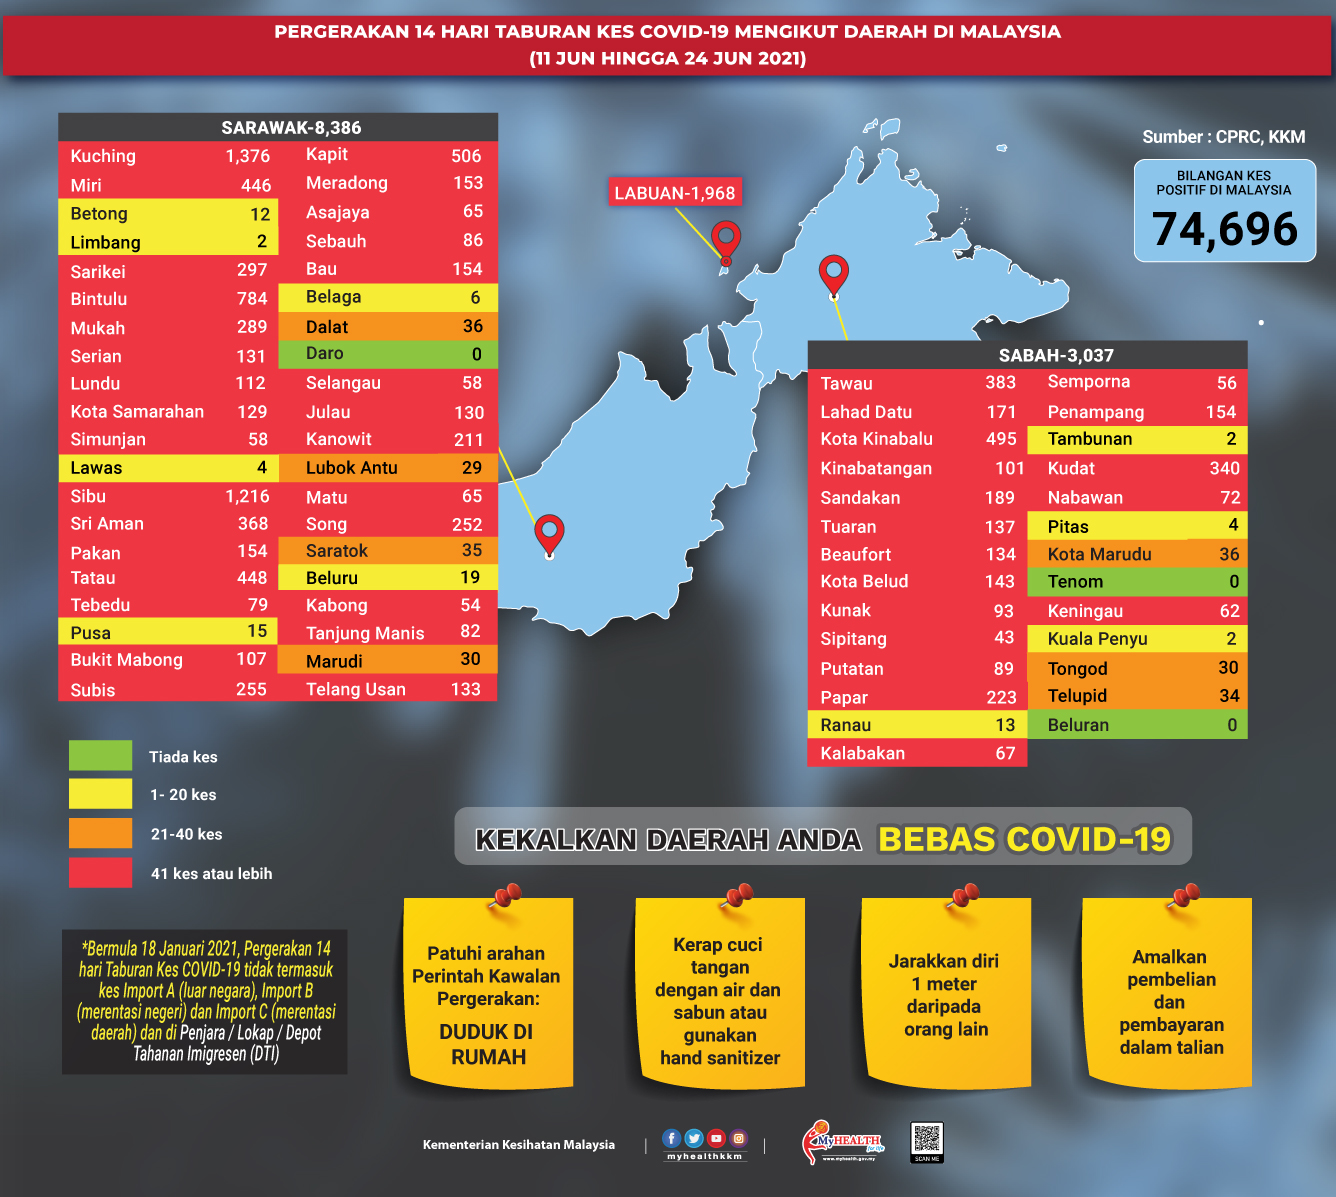 PERGERAKAN 14 HARI TABURAN KES COVID-19 MENGIKUT DAERAH DI MALAYSIA
(11 JUN HINGGA 24 JUN 2021)
Sumber : CPRC, KKM
BILANGAN KES
POSITIF DI MALAYSIA
74,696
LABUAN-1,968
SARAWAK-8,386
Kuching 1,376
Miri 446
Betong 12
Limbang 2
Sarikei 297
Bintulu 784
Mukah 289
Serian 131
Lundu 112
Kota Samarahan 129
Simunjan 58
Lawas 4
Sibu 1,216
Sri Aman 368
Pakan 154
Tatau 448
Tebedu 79
Pusa 15
Bukit Mabong 107
Subis 255
Kapit 506
Meradong 153
Asajaya 65
Sebauh 86
Bau 154
Belaga 6
Dalat 36
Daro 0
Selangau 58
Julau 130
Kanowit 211
Lubok Antu 29
Matu 65
Song 252
Saratok 35
Beluru 19
Kabong 54
Tanjung Manis 82
Marudi 30
Telang Usan 133
SABAH-3,037
Tawau 383
Lahad Datu 171
Kota Kinabalu 495
Kinabatangan 101
Sandakan 189
Tuaran 137
Beaufort 134
Kota Belud 143
Kunak 93
Sipitang 43
Putatan 89
Papar 223
Ranau 13
Kalabakan 67
Semporna 56
Penampang 154
Tambunan 2
Kudat 340
Nabawan 72
Pitas 4
Kota Marudu 36
Tenom 0
Keningau 62
Kuala Penyu 2
Tongod 30
Telupid 34
Beluran 0
Tiada kes
1- 20 kes
21-40 kes
41 kes atau lebih
*Bermula 18 Januari 2021, Pergerakan 14
hari Taburan Kes COVID-19 tidak termasuk
kes Import A (luar negara), Import B
(merentasi negeri) dan Import C (merentasi
daerah) dan di Penjara / Lokap / Depot
Tahanan Imigresen (DTI)
KEKALKAN DAERAH ANDA BEBAS COVID-19
Patuhi arahan
Perintah Kawalan
Pergerakan:
DUDUK DI
RUMAH
Kerap cuci
tangan
dengan air dan
sabun atau
gunakan
hand sanitizer
Jarakkan diri
1 meter
daripada
orang lain
Amalkan
pembelian
dan
pembayaran
dalam talian
Kementerian Kesihatan Malaysia
myhealthkkm
MyHEALTH
for life
www.myhealth.gov.my
SCAN ME